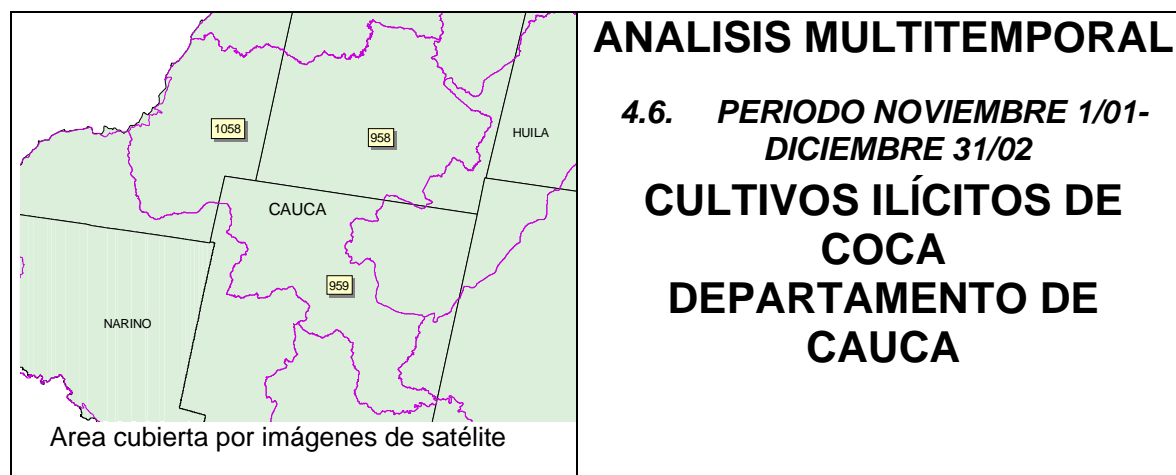 1058
958
HUILA
CAUCA
959
NARINO
Area cubierta por imágenes de satélite
ANALISIS MULTITEMPORAL
4.6. PERIODO NOVIEMBRE 1/01-
DICIEMBRE 31/02
CULTIVOS ILÍCITOS DE
COCA
DEPARTAMENTO DE
CAUCA